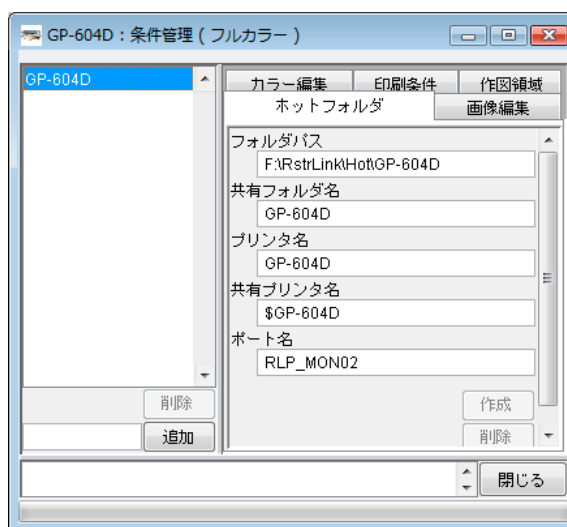 GP-604D：条件管理（フルカラー）
GP-604D
カラー編集 印刷条件 作図領域
ホットフォルダ 画像編集
フォルダパス
F:\RstrLink\Hot\GP-604D
共有フォルダ名
GP-604D
プリンタ名
GP-604D
共有プリンタ名
$GP-604D
ポート名
RLP_MON02
削除
追加
作成
削除
閉じる